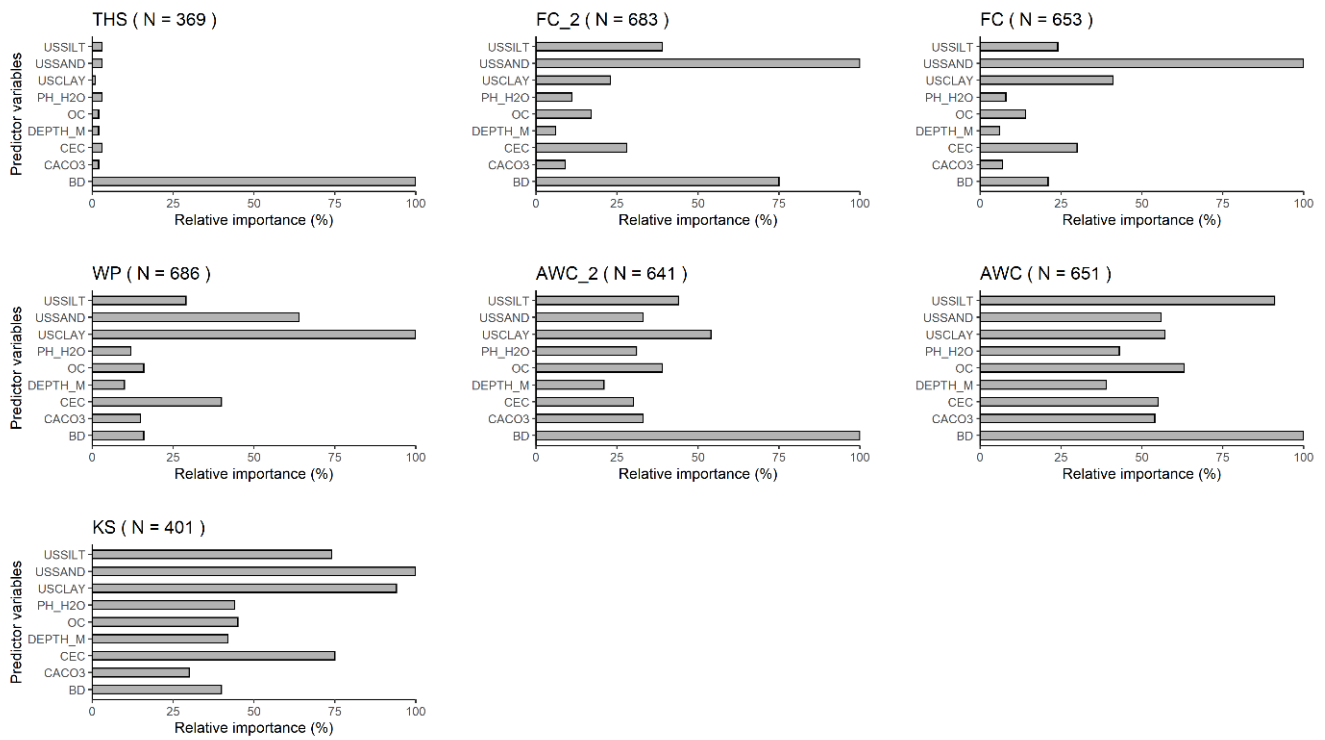 THS ( N = 369 )
Predictor variables
USSILT
USSAND
USCLAY
PH_H2O
OC
DEPTH_M
CEC
CACO3
BD
0 25 50 75 100
Relative importance (%)
FC_2 ( N = 683 )
USSILT
USSAND
USCLAY
PH_H2O
OC
DEPTH_M
CEC
CACO3
BD
0 25 50 75 100
Relative importance (%)
FC ( N = 653 )
USSILT
USSAND
USCLAY
PH_H2O
OC
DEPTH_M
CEC
CACO3
BD
0 25 50 75 100
Relative importance (%)
WP ( N = 686 )
Predictor variables
USSILT
USSAND
USCLAY
PH_H2O
OC
DEPTH_M
CEC
CACO3
BD
0 25 50 75 100
Relative importance (%)
AWC_2 ( N = 641 )
USSILT
USSAND
USCLAY
PH_H2O
OC
DEPTH_M
CEC
CACO3
BD
0 25 50 75 100
Relative importance (%)
AWC ( N = 651 )
USSILT
USSAND
USCLAY
PH_H2O
OC
DEPTH_M
CEC
CACO3
BD
0 25 50 75 100
Relative importance (%)
KS ( N = 401 )
Predictor variables
USSILT
USSAND
USCLAY
PH_H2O
OC
DEPTH_M
CEC
CACO3
BD
0 25 50 75 100
Relative importance (%)